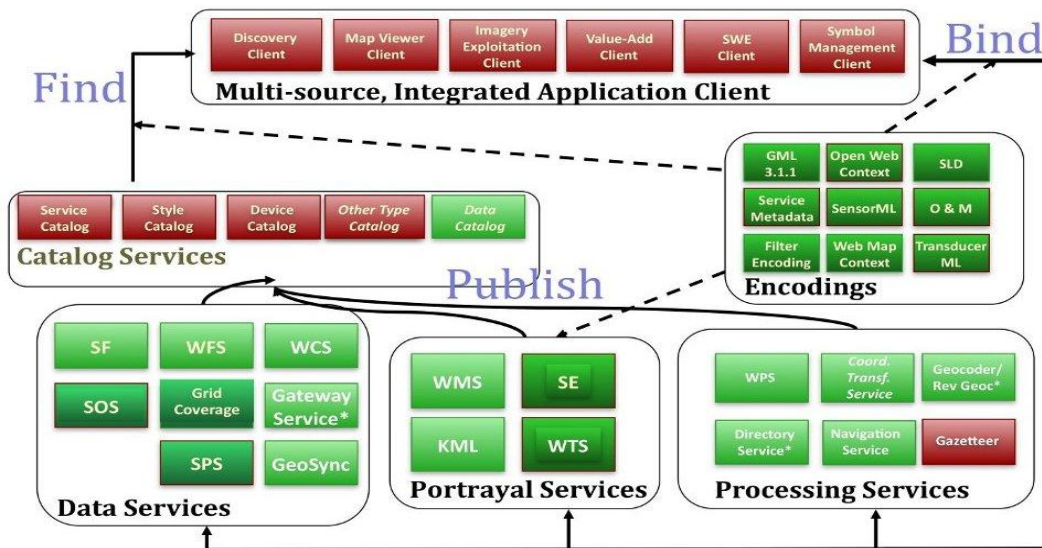 Discovery
Client
Map Viewer
Client
Imagery
Exploitation
Client
Value-Add
Client
SWE
Client
Symbol
Management
Client
Multi-source, Integrated Application Client
Bind
Find
GML
3.1.1
Open Web
Context
SLD
Service
Metadata
SensorML
O & M
Filter
Encoding
Web Map
Context
Transducer
ML
Encodings
Service
Catalog
Style
Catalog
Device
Catalog
Other Type
Catalog
Data
Catalog
Catalog Services
Publish
SF
WFS
WCS
SOS
Grid
Coverage
Gateway
Service*
SPS
GeoSync
Data Services
WMS
SE
KML
WTS
Portrayal Services
WPS
Coord.
Transf.
Service
Geocoder/
Rev Geoc*
Directory
Service*
Navigation
Service
Gazetteer
Processing Services